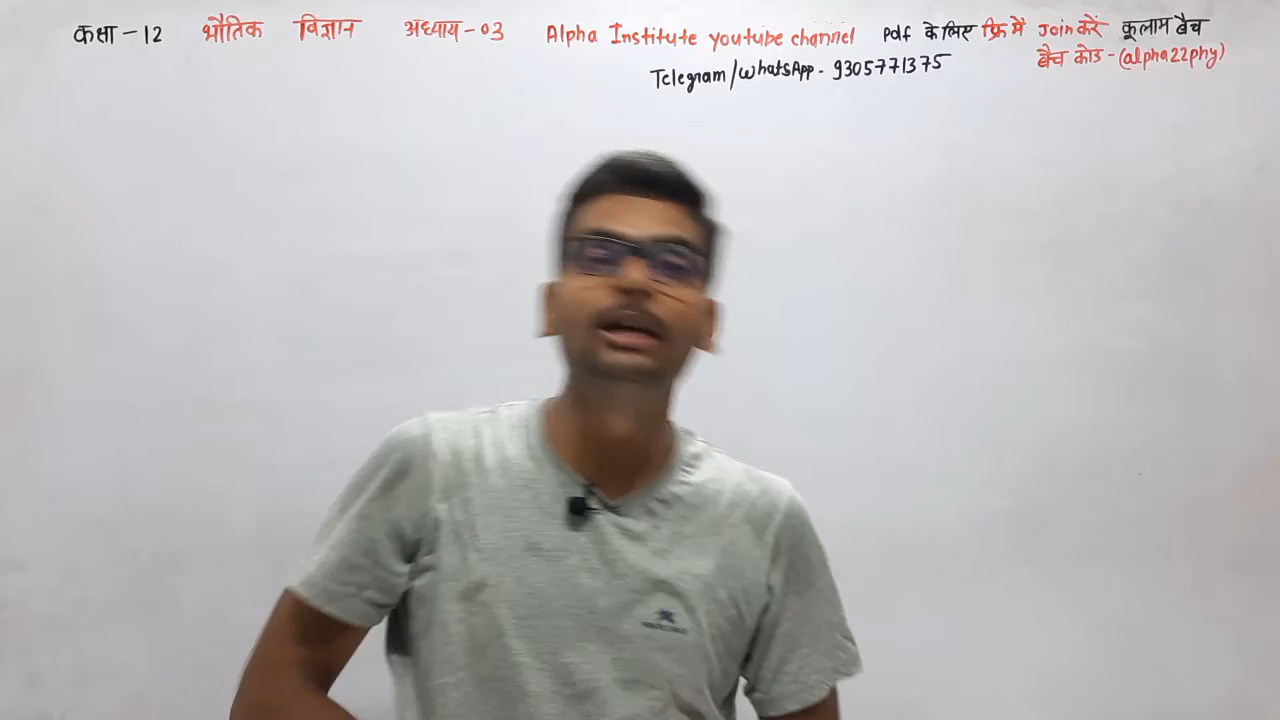 कक्षा - 12 भौतिक विज्ञान अध्याय - 03 Alpha Institute youtube channel Pdf के लिए फ्रि में Join करें कूलाम बैच
Telegram/whatsApp - 9305771375 बैच कोड - (alpha22phy)